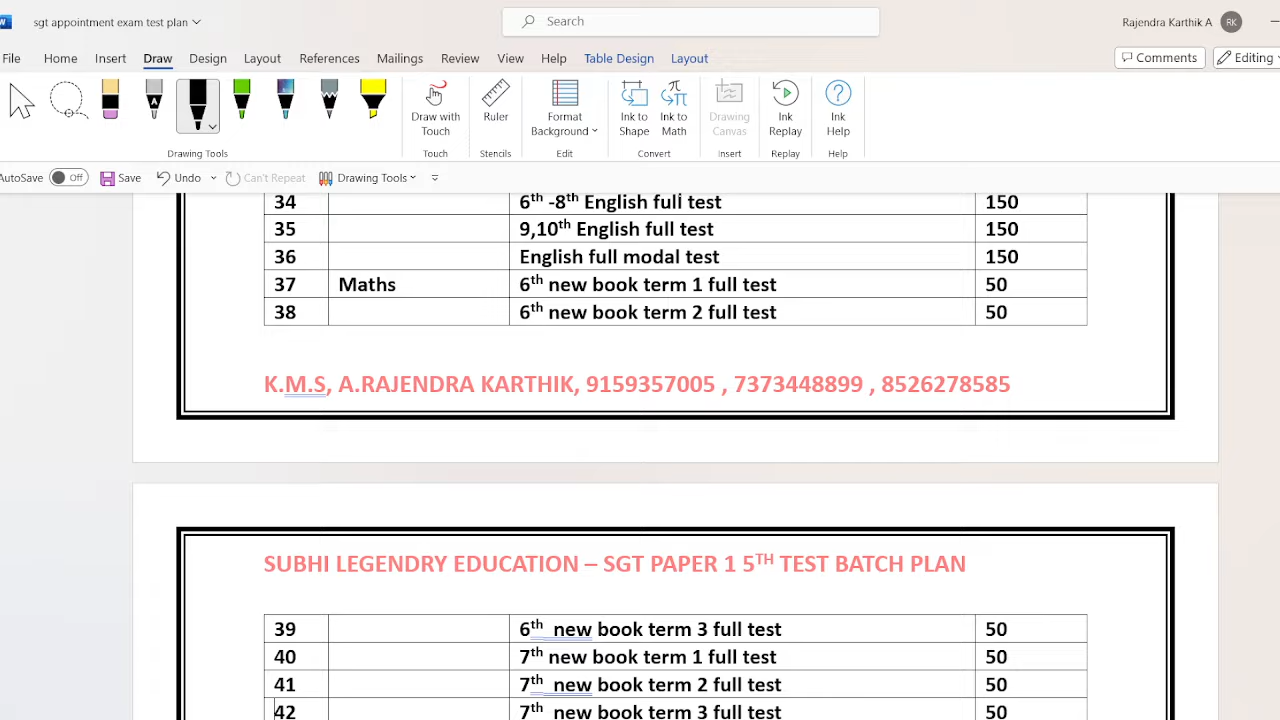 sgt appointment exam test plan
Search
Rajendra Karthik A RK
File Home Insert Draw Design Layout References Mailings Review View Help Table Design Layout
Comments Editing
Draw with Touch
Ruler
Format Background
Ink to Shape
Ink to Math
Drawing Canvas
Ink Replay
Ink Help
Drawing Tools Touch Stencils Edit Convert Insert Replay Help
AutoSave Off Save Undo Can't Repeat Drawing Tools
34 6th -8th English full test 150
35 9,10th English full test 150
36 English full modal test 150
37 Maths 6th new book term 1 full test 50
38 6th new book term 2 full test 50
K.M.S, A.RAJENDRA KARTHIK, 9159357005 , 7373448899 , 8526278585
SUBHI LEGENDRY EDUCATION – SGT PAPER 1 5TH TEST BATCH PLAN
39 6th new book term 3 full test 50
40 7th new book term 1 full test 50
41 7th new book term 2 full test 50
42 7th new book term 3 full test 50